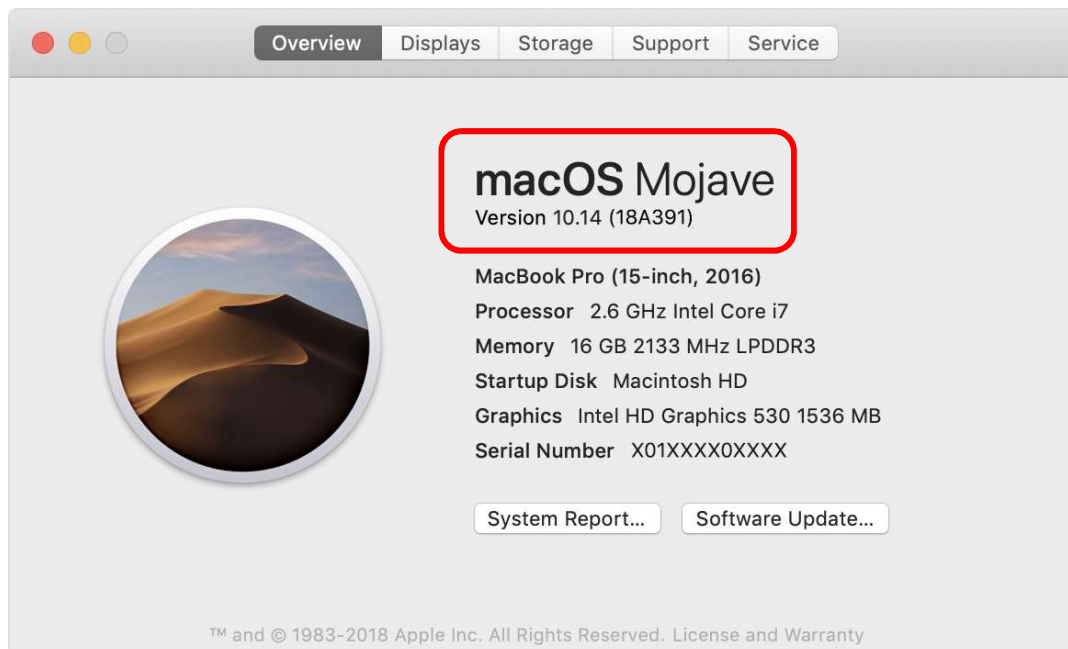 Overview Displays Storage Support Service
macOS Mojave
Version 10.14 (18A391)
MacBook Pro (15-inch, 2016)
Processor 2.6 GHz Intel Core i7
Memory 16 GB 2133 MHz LPDDR3
Startup Disk Macintosh HD
Graphics Intel HD Graphics 530 1536 MB
Serial Number X01XXXX0XXXX
System Report... Software Update...
™ and © 1983-2018 Apple Inc. All Rights Reserved. License and Warranty